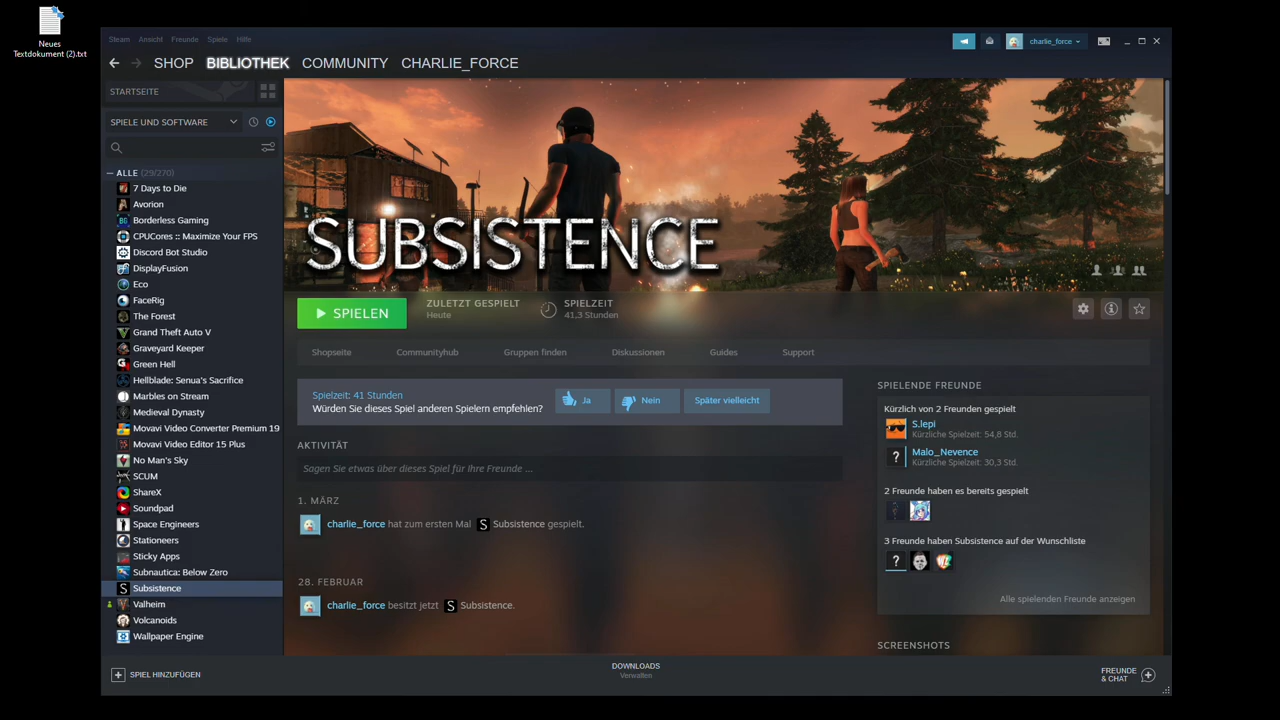 Neues
Textdokument (2).txt
Steam Ansicht Freunde Spiele Hilfe
charlie_force
SHOP BIBLIOTHEK COMMUNITY CHARLIE_FORCE
STARTSEITE
SPIELE UND SOFTWARE
ALLE (29/270)
7 Days to Die
Avorion
Borderless Gaming
CPUCores :: Maximize Your FPS
Discord Bot Studio
DisplayFusion
Eco
FaceRig
The Forest
Grand Theft Auto V
Graveyard Keeper
Green Hell
Hellblade: Senua's Sacrifice
Marbles on Stream
Medieval Dynasty
Movavi Video Converter Premium 19
Movavi Video Editor 15 Plus
No Man's Sky
SCUM
ShareX
Soundpad
Space Engineers
Stationeers
Sticky Apps
Subnautica: Below Zero
Subsistence
Valheim
Volcanoids
Wallpaper Engine
SUBSISTENCE
SPIELEN
ZULETZT GESPIELT
Heute
SPIELZEIT
41,3 Stunden
Shopseite Communityhub Gruppen finden Diskussionen Guides Support
Spielzeit: 41 Stunden
Würden Sie dieses Spiel anderen Spielern empfehlen?
Ja Nein Später vielleicht
AKTIVITÄT
Sagen Sie etwas über dieses Spiel für Ihre Freunde ...
1. MÄRZ
charlie_force hat zum ersten Mal S Subsistence gespielt.
28. FEBRUAR
charlie_force besitzt jetzt S Subsistence.
SPIELENDE FREUNDE
Kürzlich von 2 Freunden gespielt
S.lepi
Kürzliche Spielzeit: 54,8 Std.
Malo_Nevence
Kürzliche Spielzeit: 30,3 Std.
2 Freunde haben es bereits gespielt
3 Freunde haben Subsistence auf der Wunschliste
Alle spielenden Freunde anzeigen
SCREENSHOTS
SPIEL HINZUFÜGEN
DOWNLOADS
Verwalten
FREUNDE
& CHAT